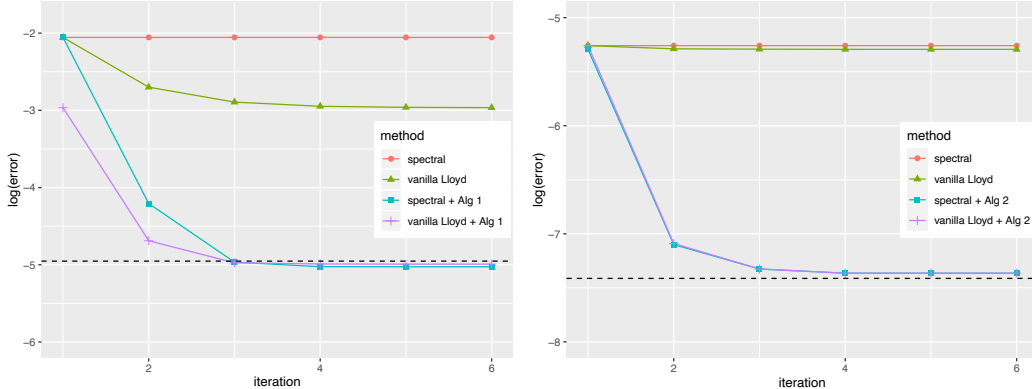 −2
−3
−4
−5
−6
log(error)
2
4
6
iteration
method
spectral
vanilla Lloyd
spectral + Alg 1
vanilla Lloyd + Alg 1
−5
−6
−7
−8
log(error)
2
4
6
iteration
method
spectral
vanilla Lloyd
spectral + Alg 2
vanilla Lloyd + Alg 2